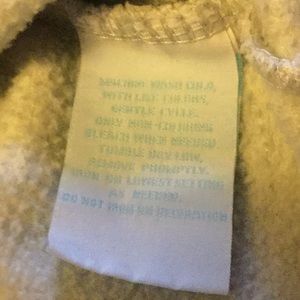 MACHINE WASH COLD,
WITH LIKE COLORS,
GENTLE CYCLE.
ONLY NON-CHLORINE
BLEACH WHEN NEEDED
TUMBLE DRY LOW,
REMOVE PROMPTLY.
IRON ON LOWEST SETTING
AS NEEDED.
DO NOT IRON ON DECORATION